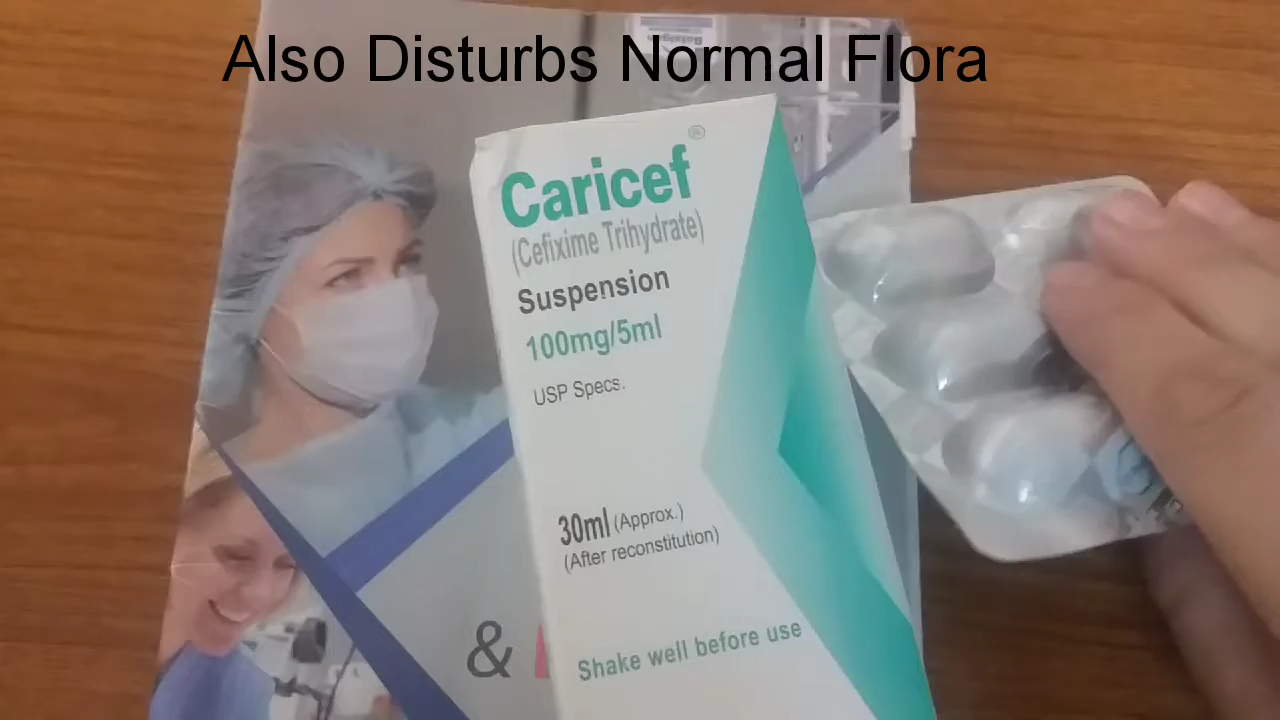 Also Disturbs Normal Flora
Caricef®
(Cefixime Trihydrate)
Suspension
100mg/5ml
USP Specs.
30ml (Approx.)
(After reconstitution)
Shake well before use
&